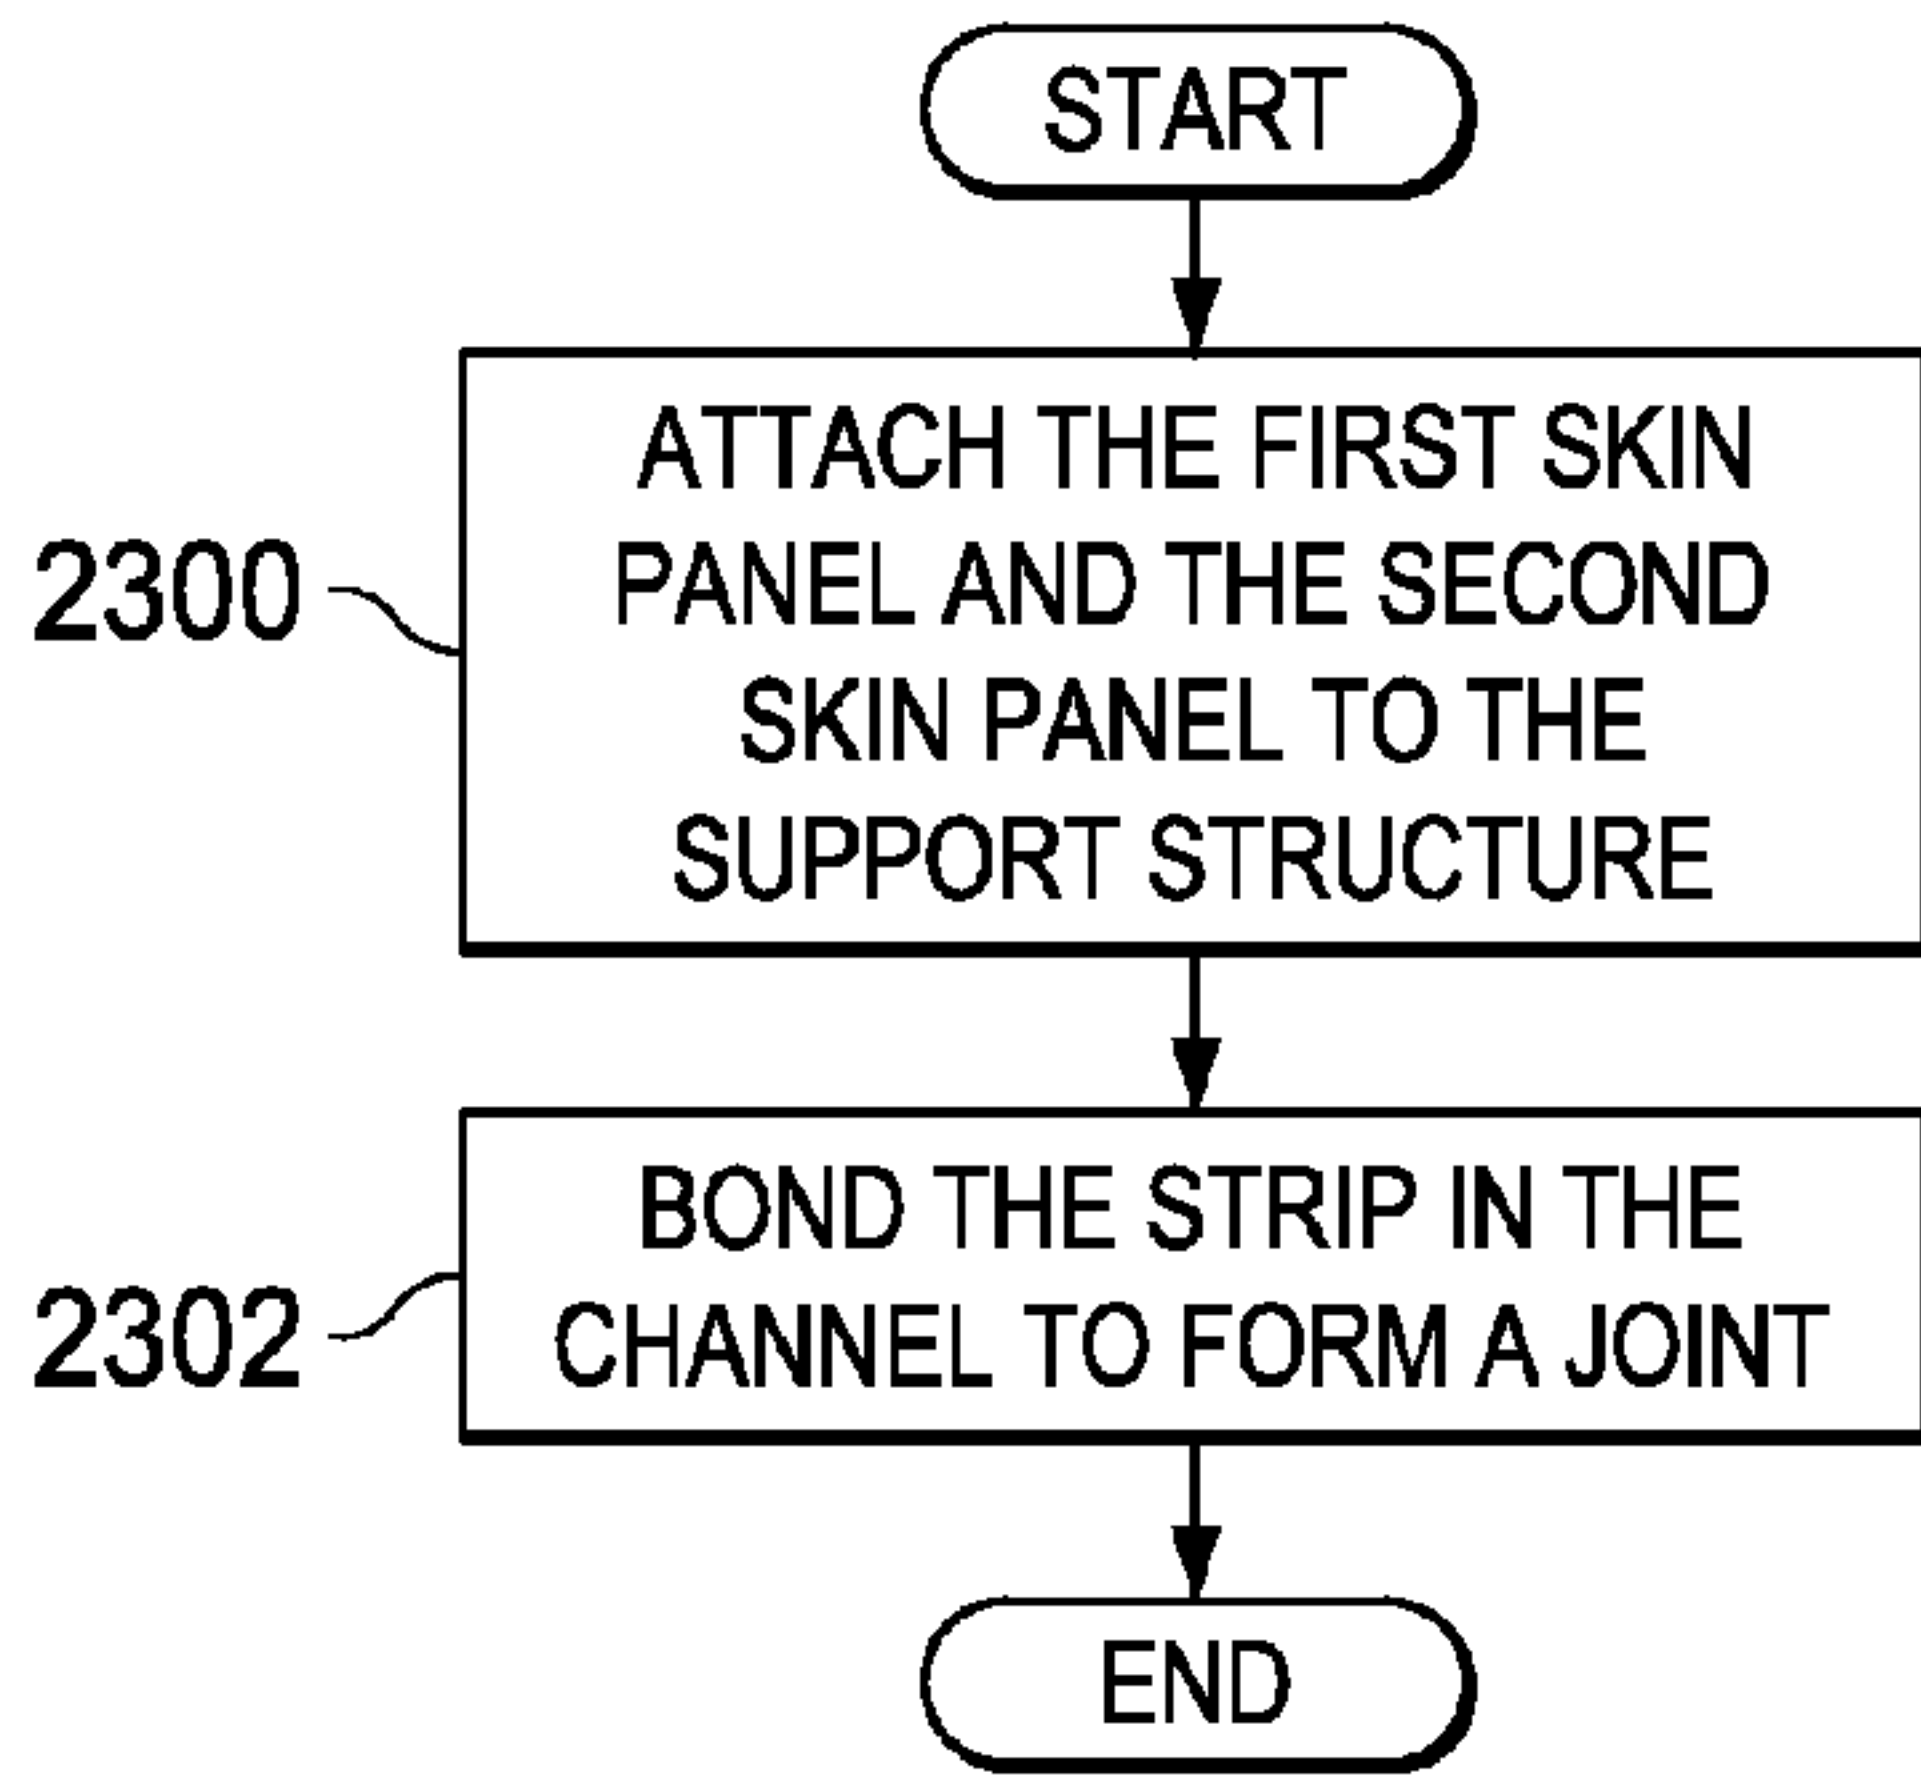 START
ATTACH THE FIRST SKIN
PANEL AND THE SECOND
SKIN PANEL TO THE
SUPPORT STRUCTURE
2300
BOND THE STRIP IN THE
CHANNEL TO FORM A JOINT
2302
END